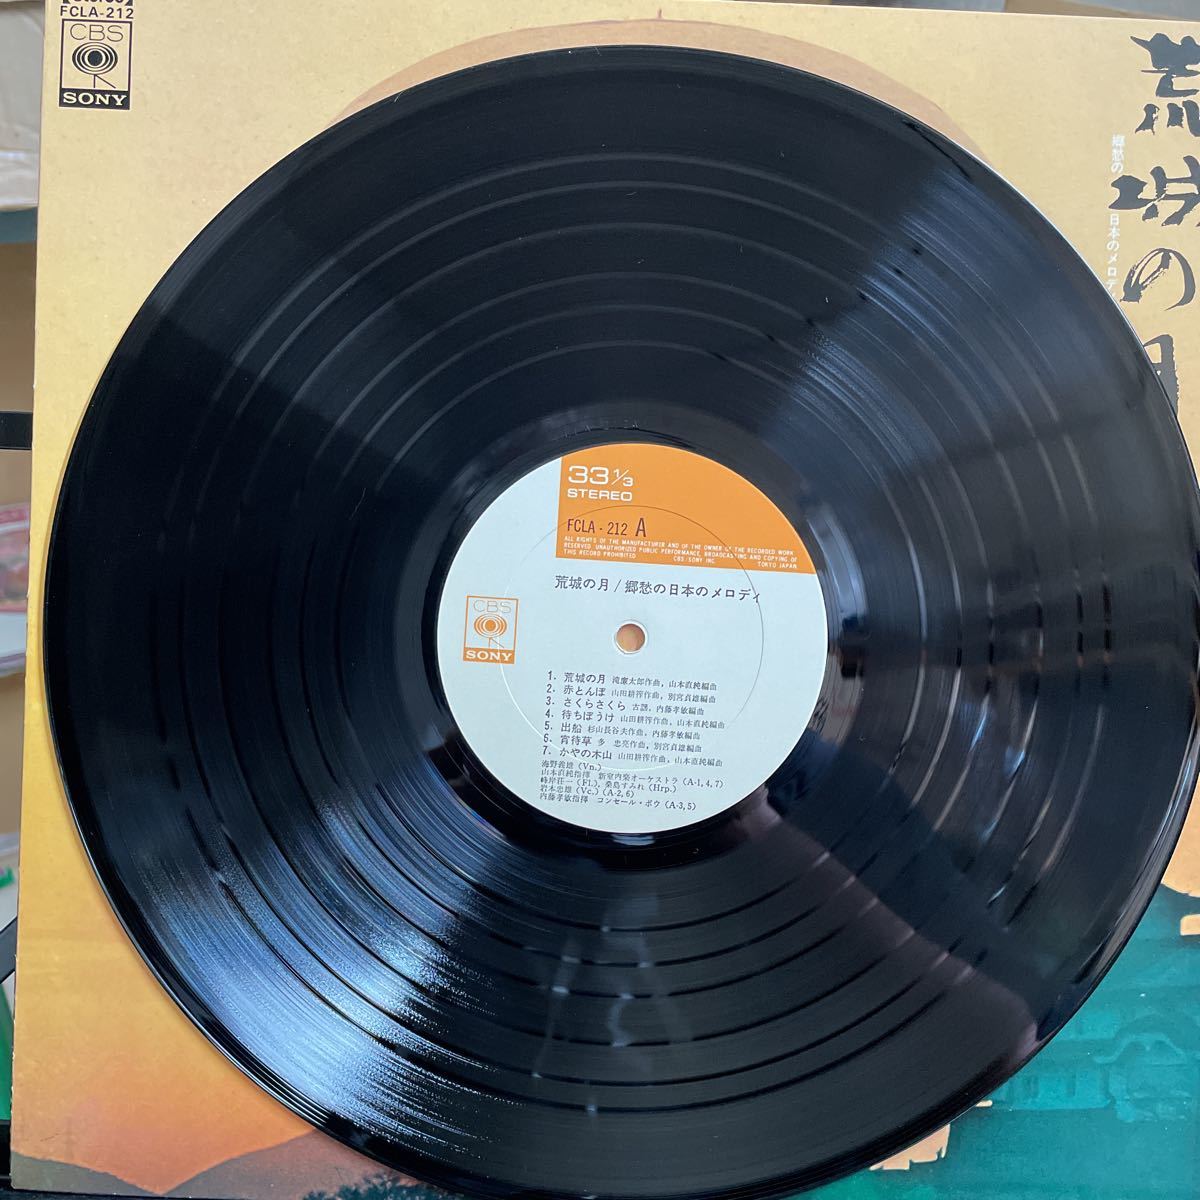 【Stereo】
FCLA-212
CBS
SONY
荒城の月
郷愁の 日本のメロディ
33 1/3
STEREO
FCLA - 212 A
ALL RIGHTS OF THE MANUFACTURER AND OF THE OWNER OF THE RECORDED WORK
RESERVED. UNAUTHORIZED PUBLIC PERFORMANCE, BROADCASTING AND COPYING OF
THIS RECORD PROHIBITED CBS/SONY INC. TOKYO JAPAN
荒城の月/郷愁の日本のメロディ
CBS
SONY
1. 荒城の月 滝廉太郎作曲, 山本直純編曲
2. 赤とんぼ 山田耕筰作曲, 別宮貞雄編曲
3. さくらさくら 古謡, 内藤孝敏編曲
4. 待ちぼうけ 山田耕筰作曲, 山本直純編曲
5. 出船 杉山長谷夫作曲, 内藤孝敏編曲
6. 宵待草 多 忠亮作曲, 別宮貞雄編曲
7. かやの木山 山田耕筰作曲, 山本直純編曲
海野義雄 (Vn.)
山本直純指揮 新室内楽オーケストラ (A-1, 4, 7)
峰岸荘一 (Fl.), 桑島すみれ (Hrp.)
岩本忠雄 (Vc.) (A-2, 6)
内藤孝敏指揮 コンセール・ボウ (A-3, 5)